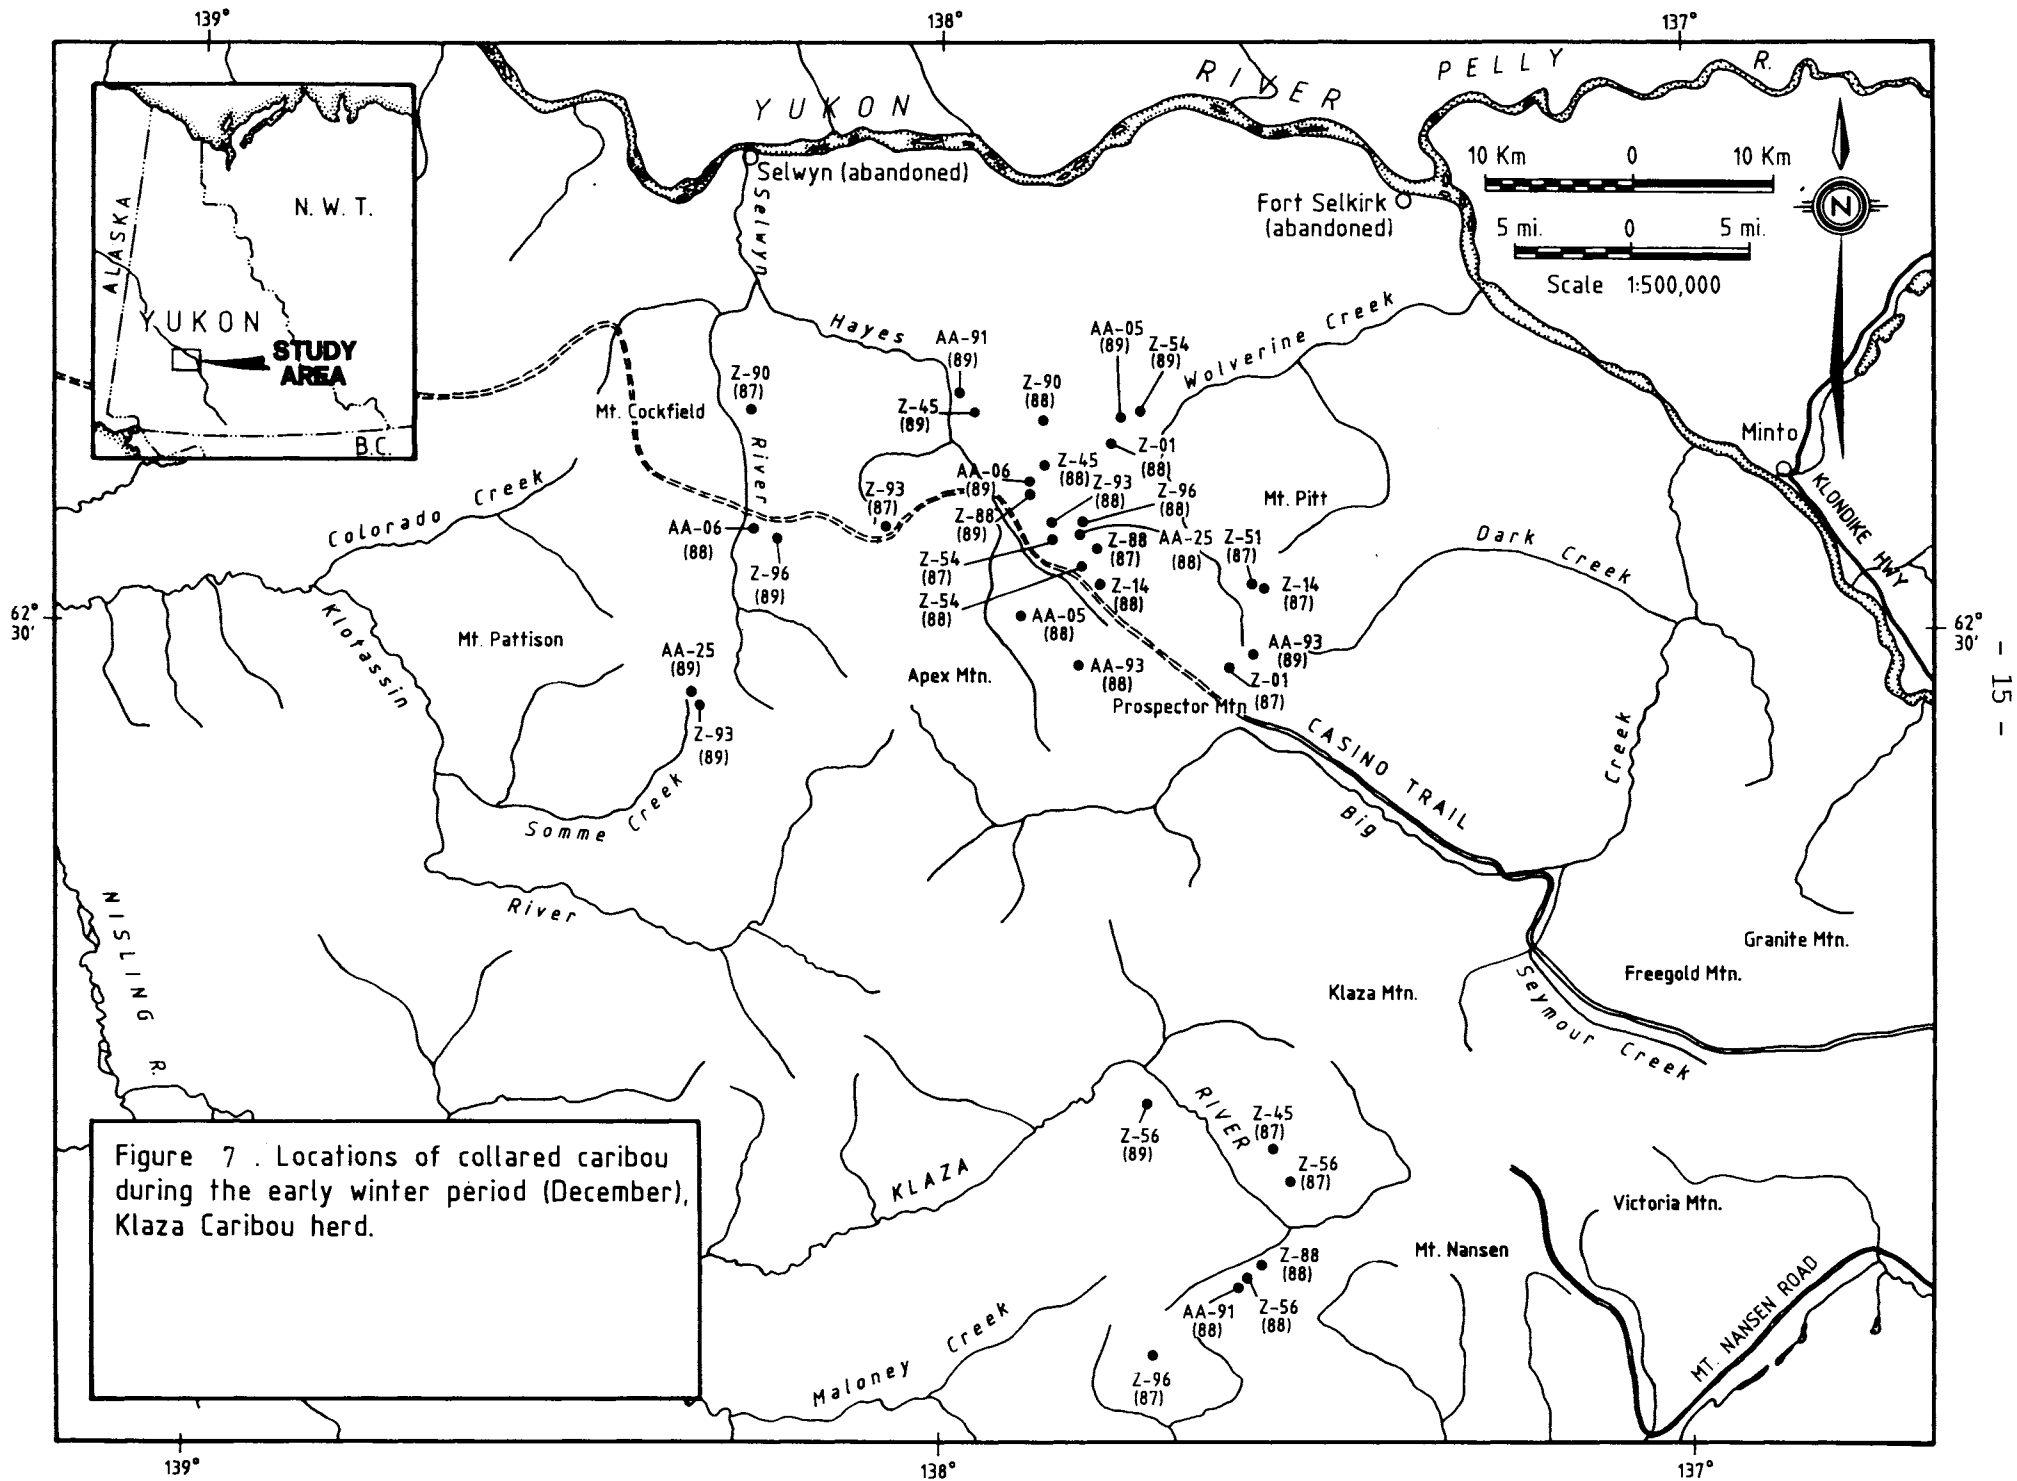 139°
138°
137°
YUKON
RIVER
PELLY
R.
Selwyn (abandoned)
Fort Selkirk
(abandoned)
10 Km 0 10 Km
5 mi. 0 5 mi.
Scale 1:500,000
N
N. W. T.
ALASKA
YUKON
STUDY
AREA
B.C.
Selwyn
River
Hayes
Wolverine Creek
AA-91
(89)
AA-05
(89)
Z-54
(89)
Z-90
(87)
Z-90
(88)
Mt. Cockfield
Z-45
(89)
Z-01
(88)
Minto
KLONDIKE HWY
Z-45
(88)
AA-06
(89)
Z-93
(88)
Z-93
(87)
Z-96
(88)
Mt. Pitt
Colorado Creek
AA-06
(88)
Z-88
(89)
Z-88
(87)
AA-25
(88)
Z-51
(87)
Dark Creek
Z-54
(87)
Z-96
(89)
Z-14
(88)
Z-14
(87)
Z-54
(88)
62°
30'
62°
30'
Klotassin
River
Mt. Pattison
AA-05
(88)
AA-25
(89)
AA-93
(88)
AA-93
(89)
Apex Mtn.
Z-01
(87)
Prospector Mtn
Z-93
(89)
- 15 -
CASINO TRAIL
Big
Creek
Somme Creek
NISLING R.
Granite Mtn.
Freegold Mtn.
Klaza Mtn.
Seymour Creek
RIVER
Z-56
(89)
Z-45
(87)
Z-56
(87)
KLAZA
Victoria Mtn.
Mt. Nansen
Z-88
(88)
AA-91
(88)
Z-56
(88)
MT. NANSEN ROAD
Maloney Creek
Z-96
(87)
Figure 7 . Locations of collared caribou
during the early winter period (December),
Klaza Caribou herd.
139°
138°
137°